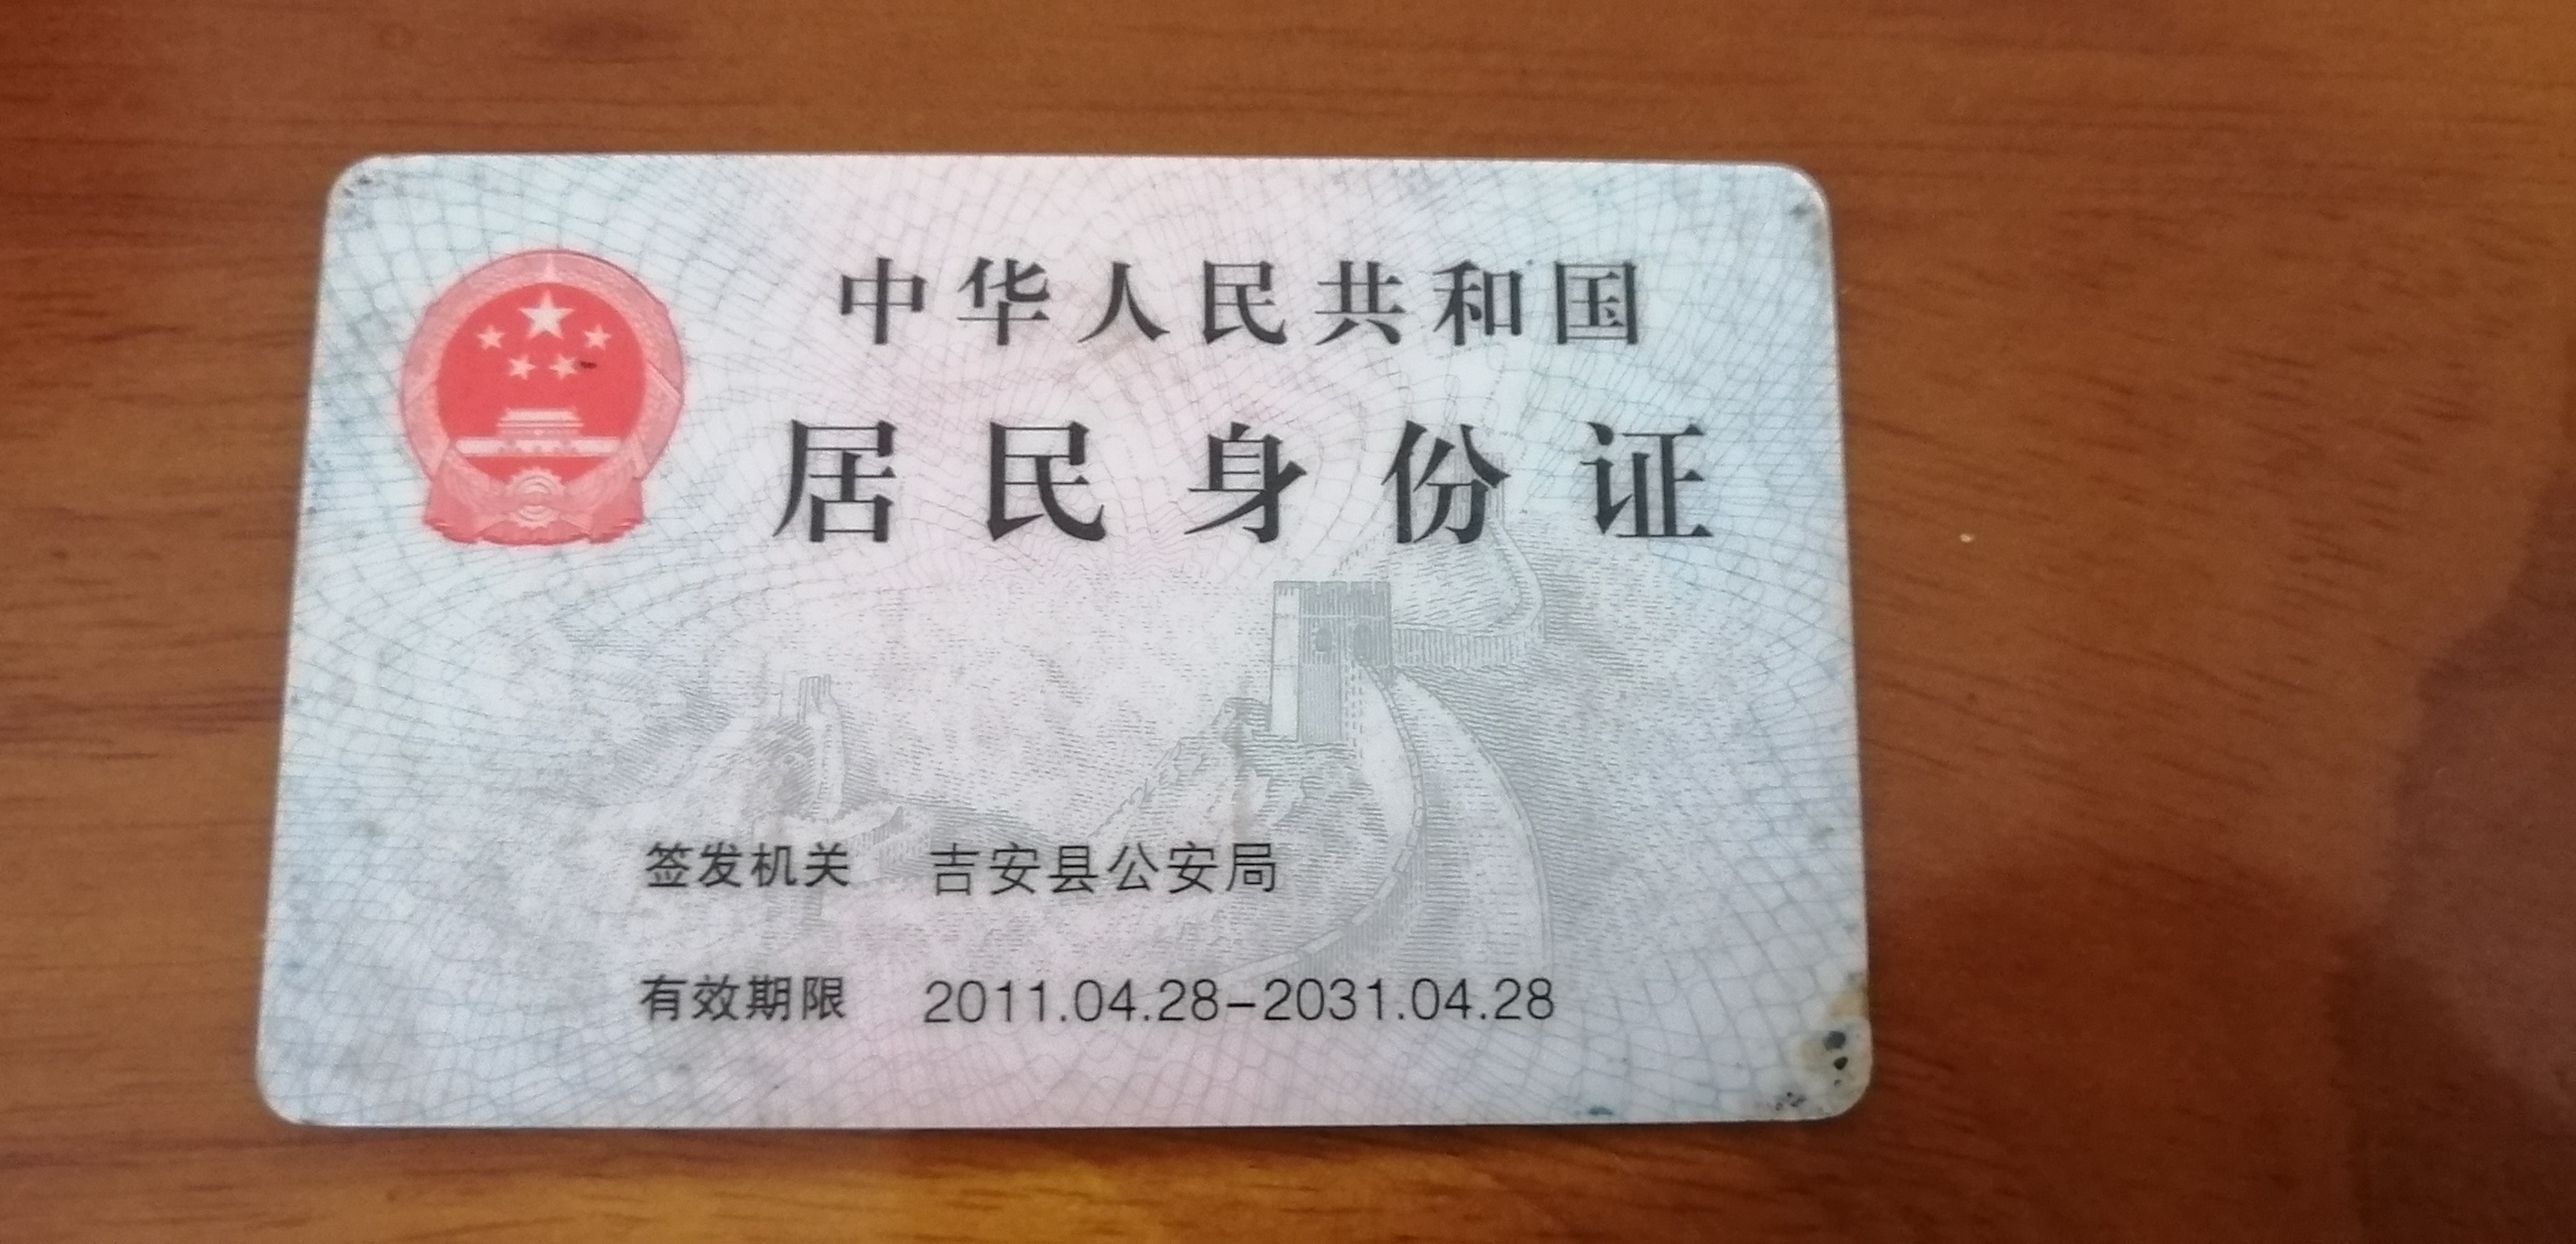 中华人民共和国
居民身份证
签发机关 吉安县公安局
有效期限 2011.04.28-2031.04.28